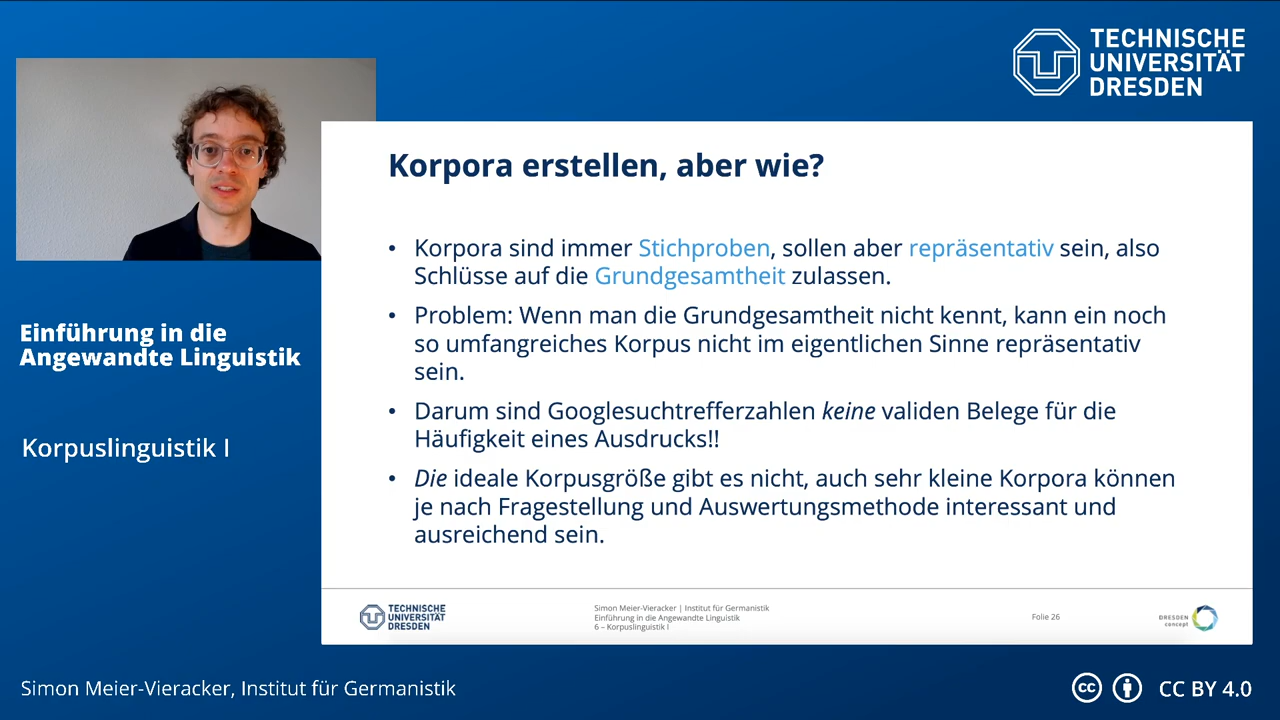 TECHNISCHE
UNIVERSITÄT
DRESDEN
Einführung in die
Angewandte Linguistik
Korpuslinguistik I
Korpora erstellen, aber wie?
• Korpora sind immer Stichproben, sollen aber repräsentativ sein, also
Schlüsse auf die Grundgesamtheit zulassen.
• Problem: Wenn man die Grundgesamtheit nicht kennt, kann ein noch
so umfangreiches Korpus nicht im eigentlichen Sinne repräsentativ
sein.
• Darum sind Googlesuchtrefferzahlen keine validen Belege für die
Häufigkeit eines Ausdrucks!!
• Die ideale Korpusgröße gibt es nicht, auch sehr kleine Korpora können
je nach Fragestellung und Auswertungsmethode interessant und
ausreichend sein.
TECHNISCHE
UNIVERSITÄT
DRESDEN
Simon Meier-Vieracker | Institut für Germanistik
Einführung in die Angewandte Linguistik
6 – Korpuslinguistik I
Folie 26
DRESDEN
concept
Simon Meier-Vieracker, Institut für Germanistik
cc
CC BY 4.0